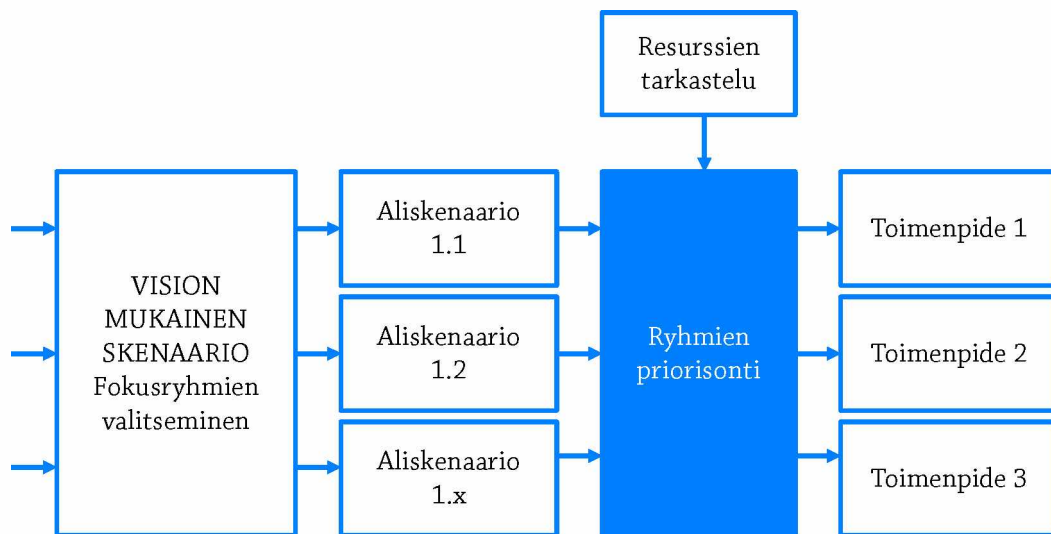 Resurssien
tarkastelu
VISION
MUKAINEN
SKENAARIO
Fokusryhmien
valitseminen
Aliskenaario
1.1
Aliskenaario
1.2
Aliskenaario
1.x
Ryhmien
priorisonti
Toimenpide 1
Toimenpide 2
Toimenpide 3